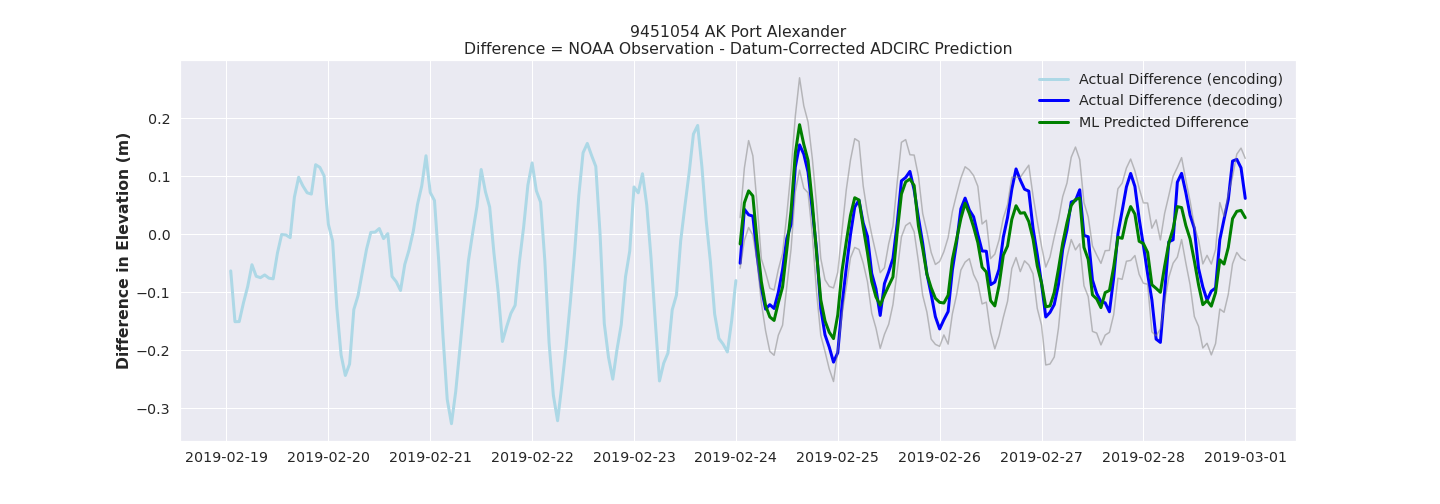 9451054 AK Port Alexander
Difference = NOAA Observation - Datum-Corrected ADCIRC Prediction
Actual Difference (encoding)
Actual Difference (decoding)
ML Predicted Difference
Difference in Elevation (m)
0.2
0.1
0.0
−0.1
−0.2
−0.3
2019-02-19
2019-02-20
2019-02-21
2019-02-22
2019-02-23
2019-02-24
2019-02-25
2019-02-26
2019-02-27
2019-02-28
2019-03-01